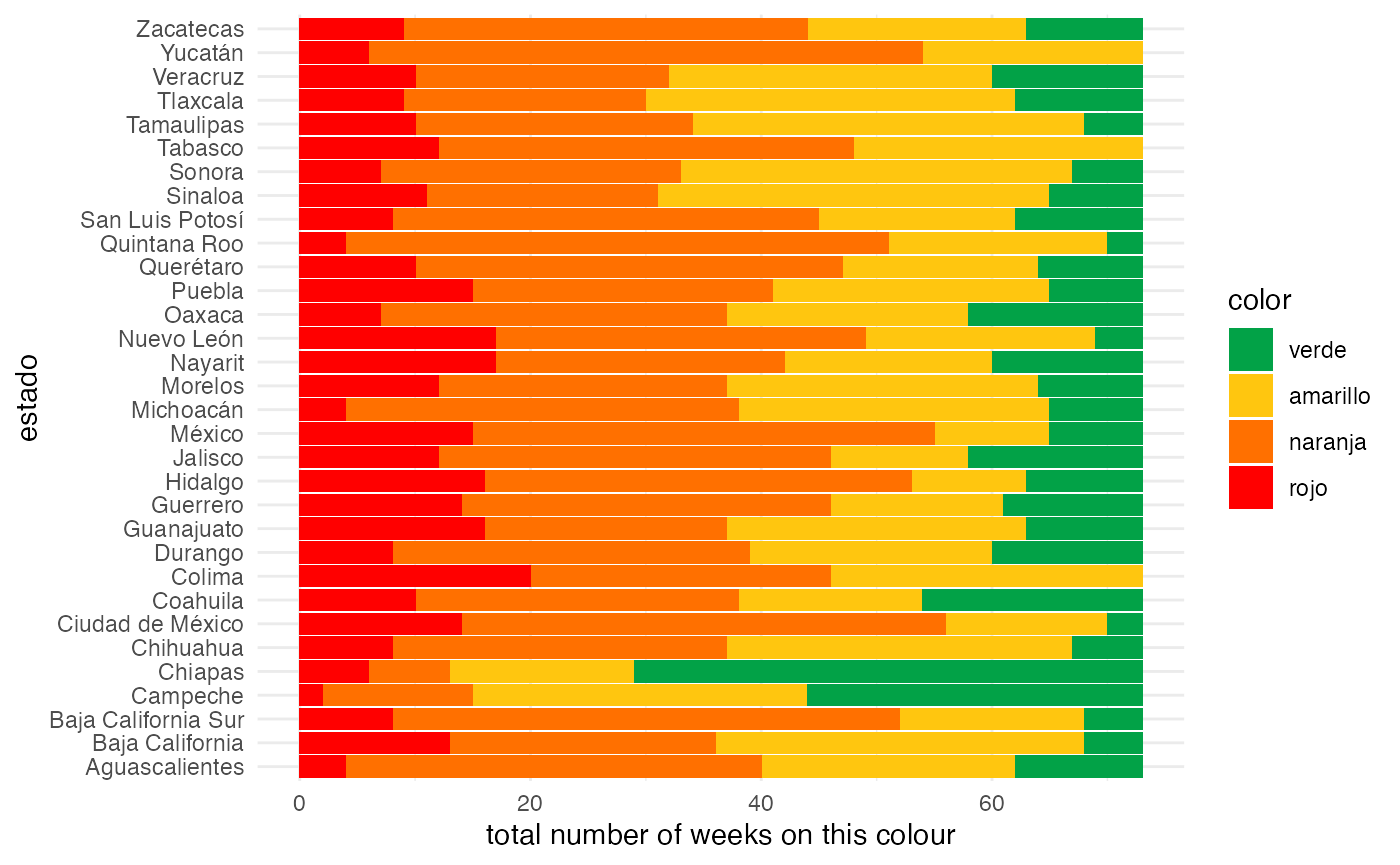 Zacatecas
Yucatán
Veracruz
Tlaxcala
Tamaulipas
Tabasco
Sonora
Sinaloa
San Luis Potosí
Quintana Roo
Querétaro
Puebla
Oaxaca
Nuevo León
Nayarit
Morelos
Michoacán
México
Jalisco
Hidalgo
Guerrero
Guanajuato
Durango
Colima
Coahuila
Ciudad de México
Chihuahua
Chiapas
Campeche
Baja California Sur
Baja California
Aguascalientes
estado
0 20 40 60
total number of weeks on this colour
color
verde
amarillo
naranja
rojo